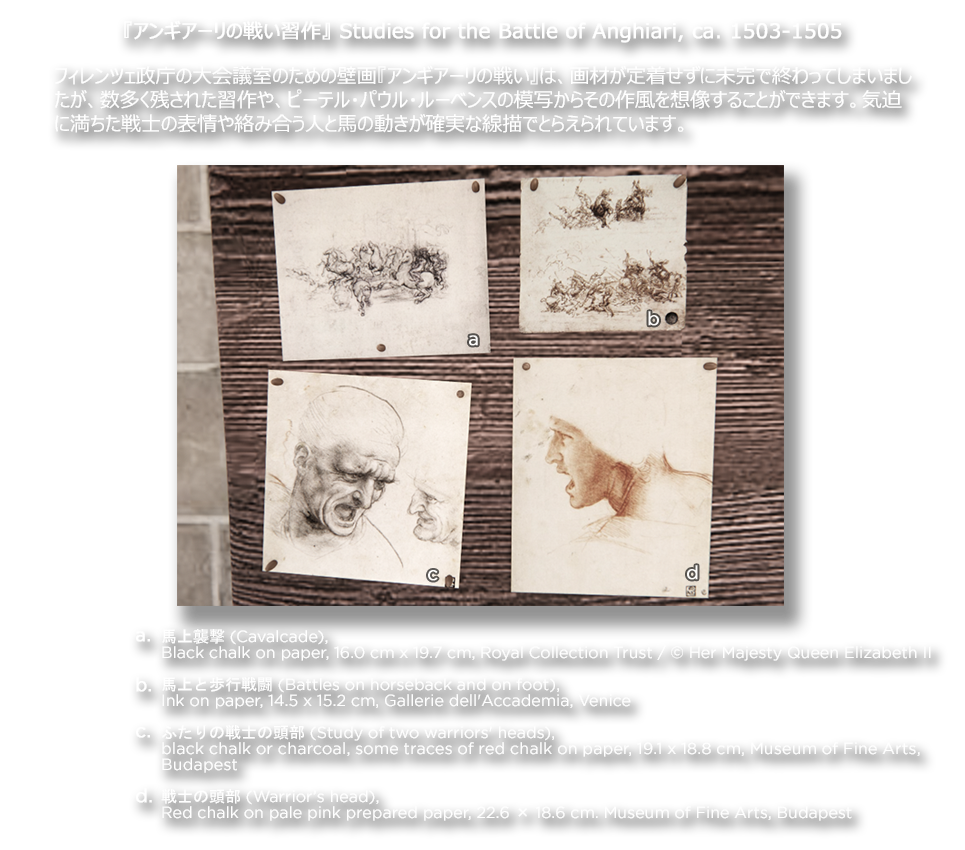 『アンギアーリの戦い習作』 Studies for the Battle of Anghiari, ca. 1503-1505
フィレンツェ政庁の大会議室のための壁画『アンギアーリの戦い』は、画材が定着せずに未完で終わってしまいまし
たが、数多く残された習作や、ピーテル・パウル・ルーベンスの模写からその作風を想像することができます。気迫
に満ちた戦士の表情や絡み合う人と馬の動きが確実な線描でとらえられています。
a
b
c
d
a. 馬上襲撃 (Cavalcade),
Black chalk on paper, 16.0 cm x 19.7 cm, Royal Collection Trust / © Her Majesty Queen Elizabeth II
b. 馬上と歩行戦闘 (Battles on horseback and on foot),
Ink on paper, 14.5 x 15.2 cm, Gallerie dell'Accademia, Venice
c. ふたりの戦士の頭部 (Study of two warriors' heads),
black chalk or charcoal, some traces of red chalk on paper, 19.1 x 18.8 cm, Museum of Fine Arts,
Budapest
d. 戦士の頭部 (Warrior's head),
Red chalk on pale pink prepared paper, 22.6 × 18.6 cm. Museum of Fine Arts, Budapest